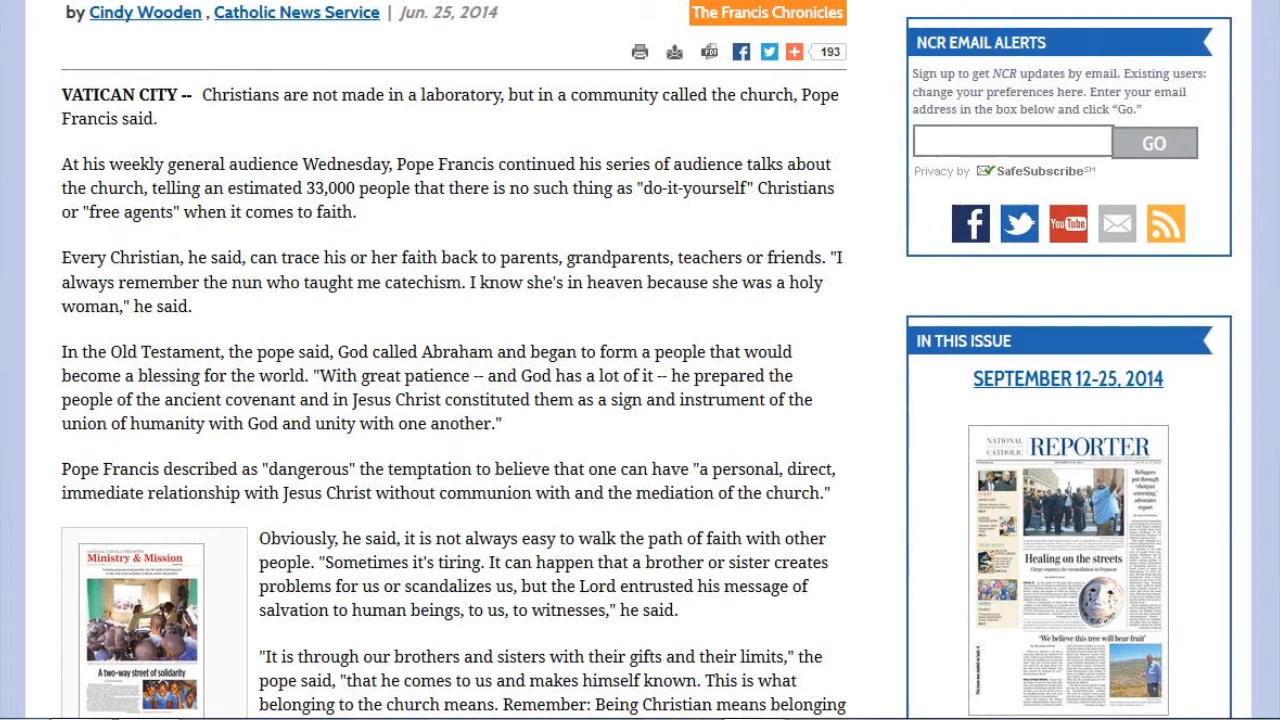 by Cindy Wooden , Catholic News Service | Jun. 25, 2014
The Francis Chronicles
193
VATICAN CITY -- Christians are not made in a laboratory, but in a community called the church, Pope
Francis said.
At his weekly general audience Wednesday, Pope Francis continued his series of audience talks about
the church, telling an estimated 33,000 people that there is no such thing as "do-it-yourself" Christians
or "free agents" when it comes to faith.
Every Christian, he said, can trace his or her faith back to parents, grandparents, teachers or friends. "I
always remember the nun who taught me catechism. I know she's in heaven because she was a holy
woman," he said.
In the Old Testament, the pope said, God called Abraham and began to form a people that would
become a blessing for the world. "With great patience -- and God has a lot of it -- he prepared the
people of the ancient covenant and in Jesus Christ constituted them as a sign and instrument of the
union of humanity with God and unity with one another."
Pope Francis described as "dangerous" the temptation to believe that one can have "a personal, direct,
immediate relationship with Jesus Christ without communion with and the mediation of the church."
Obviously, he said, it is not always easy to walk the path of faith with other
people. "Sometimes it's tiring. It can happen that a brother or sister creates
problems for us or scandalizes us, but the Lord entrusted his message of
salvation to human beings, to us, to witnesses," he said.
"It is through our brothers and sisters with their gifts and their limits," the
pope said, "that he comes to us and makes himself known. This is what
belonging to the church means. Remember: Being Christian means belonging
Ministry & Mission
A two-way street of solidarity
NCR EMAIL ALERTS
Sign up to get NCR updates by email. Existing users:
change your preferences here. Enter your email
address in the box below and click “Go.”
GO
Privacy by SafeSubscribe SM
You Tube
IN THIS ISSUE
SEPTEMBER 12-25, 2014
NATIONAL
CATHOLIC
REPORTER
Refugees
put through
'shotgun
screening,'
advocates
report
Healing on the streets
Clergy organize for reconciliation in Ferguson
'We believe this tree will bear fruit'